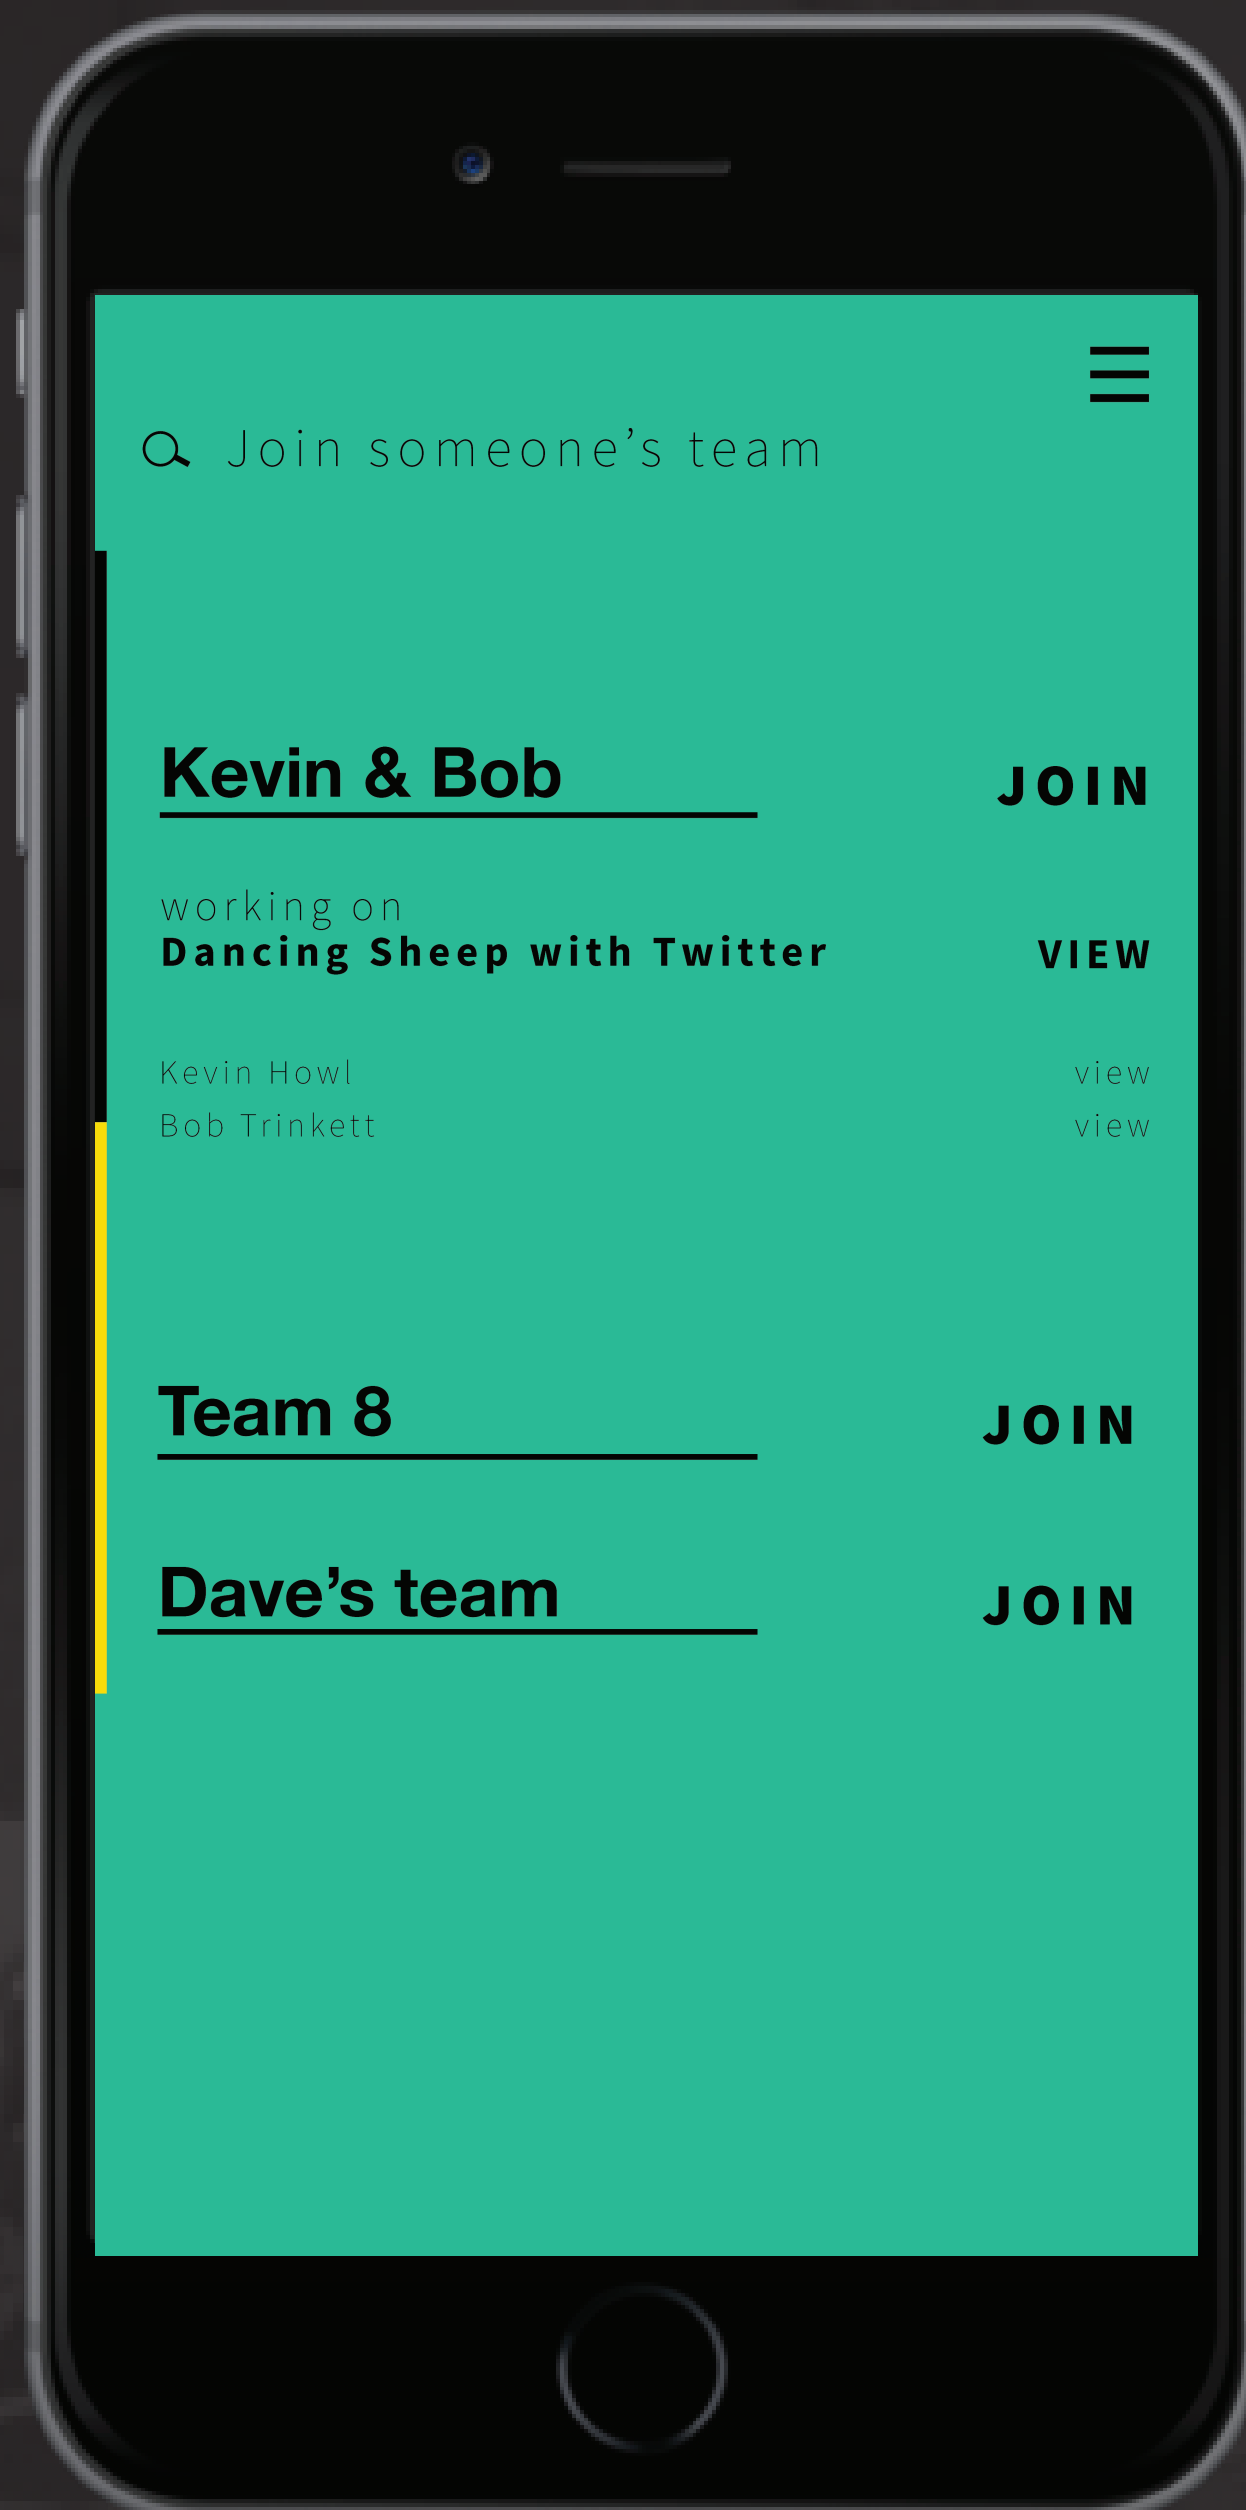 Join someone’s team
Kevin & Bob
JOIN
working on
Dancing Sheep with Twitter
VIEW
Kevin Howl
view
Bob Trinkett
view
Team 8
JOIN
Dave’s team
JOIN